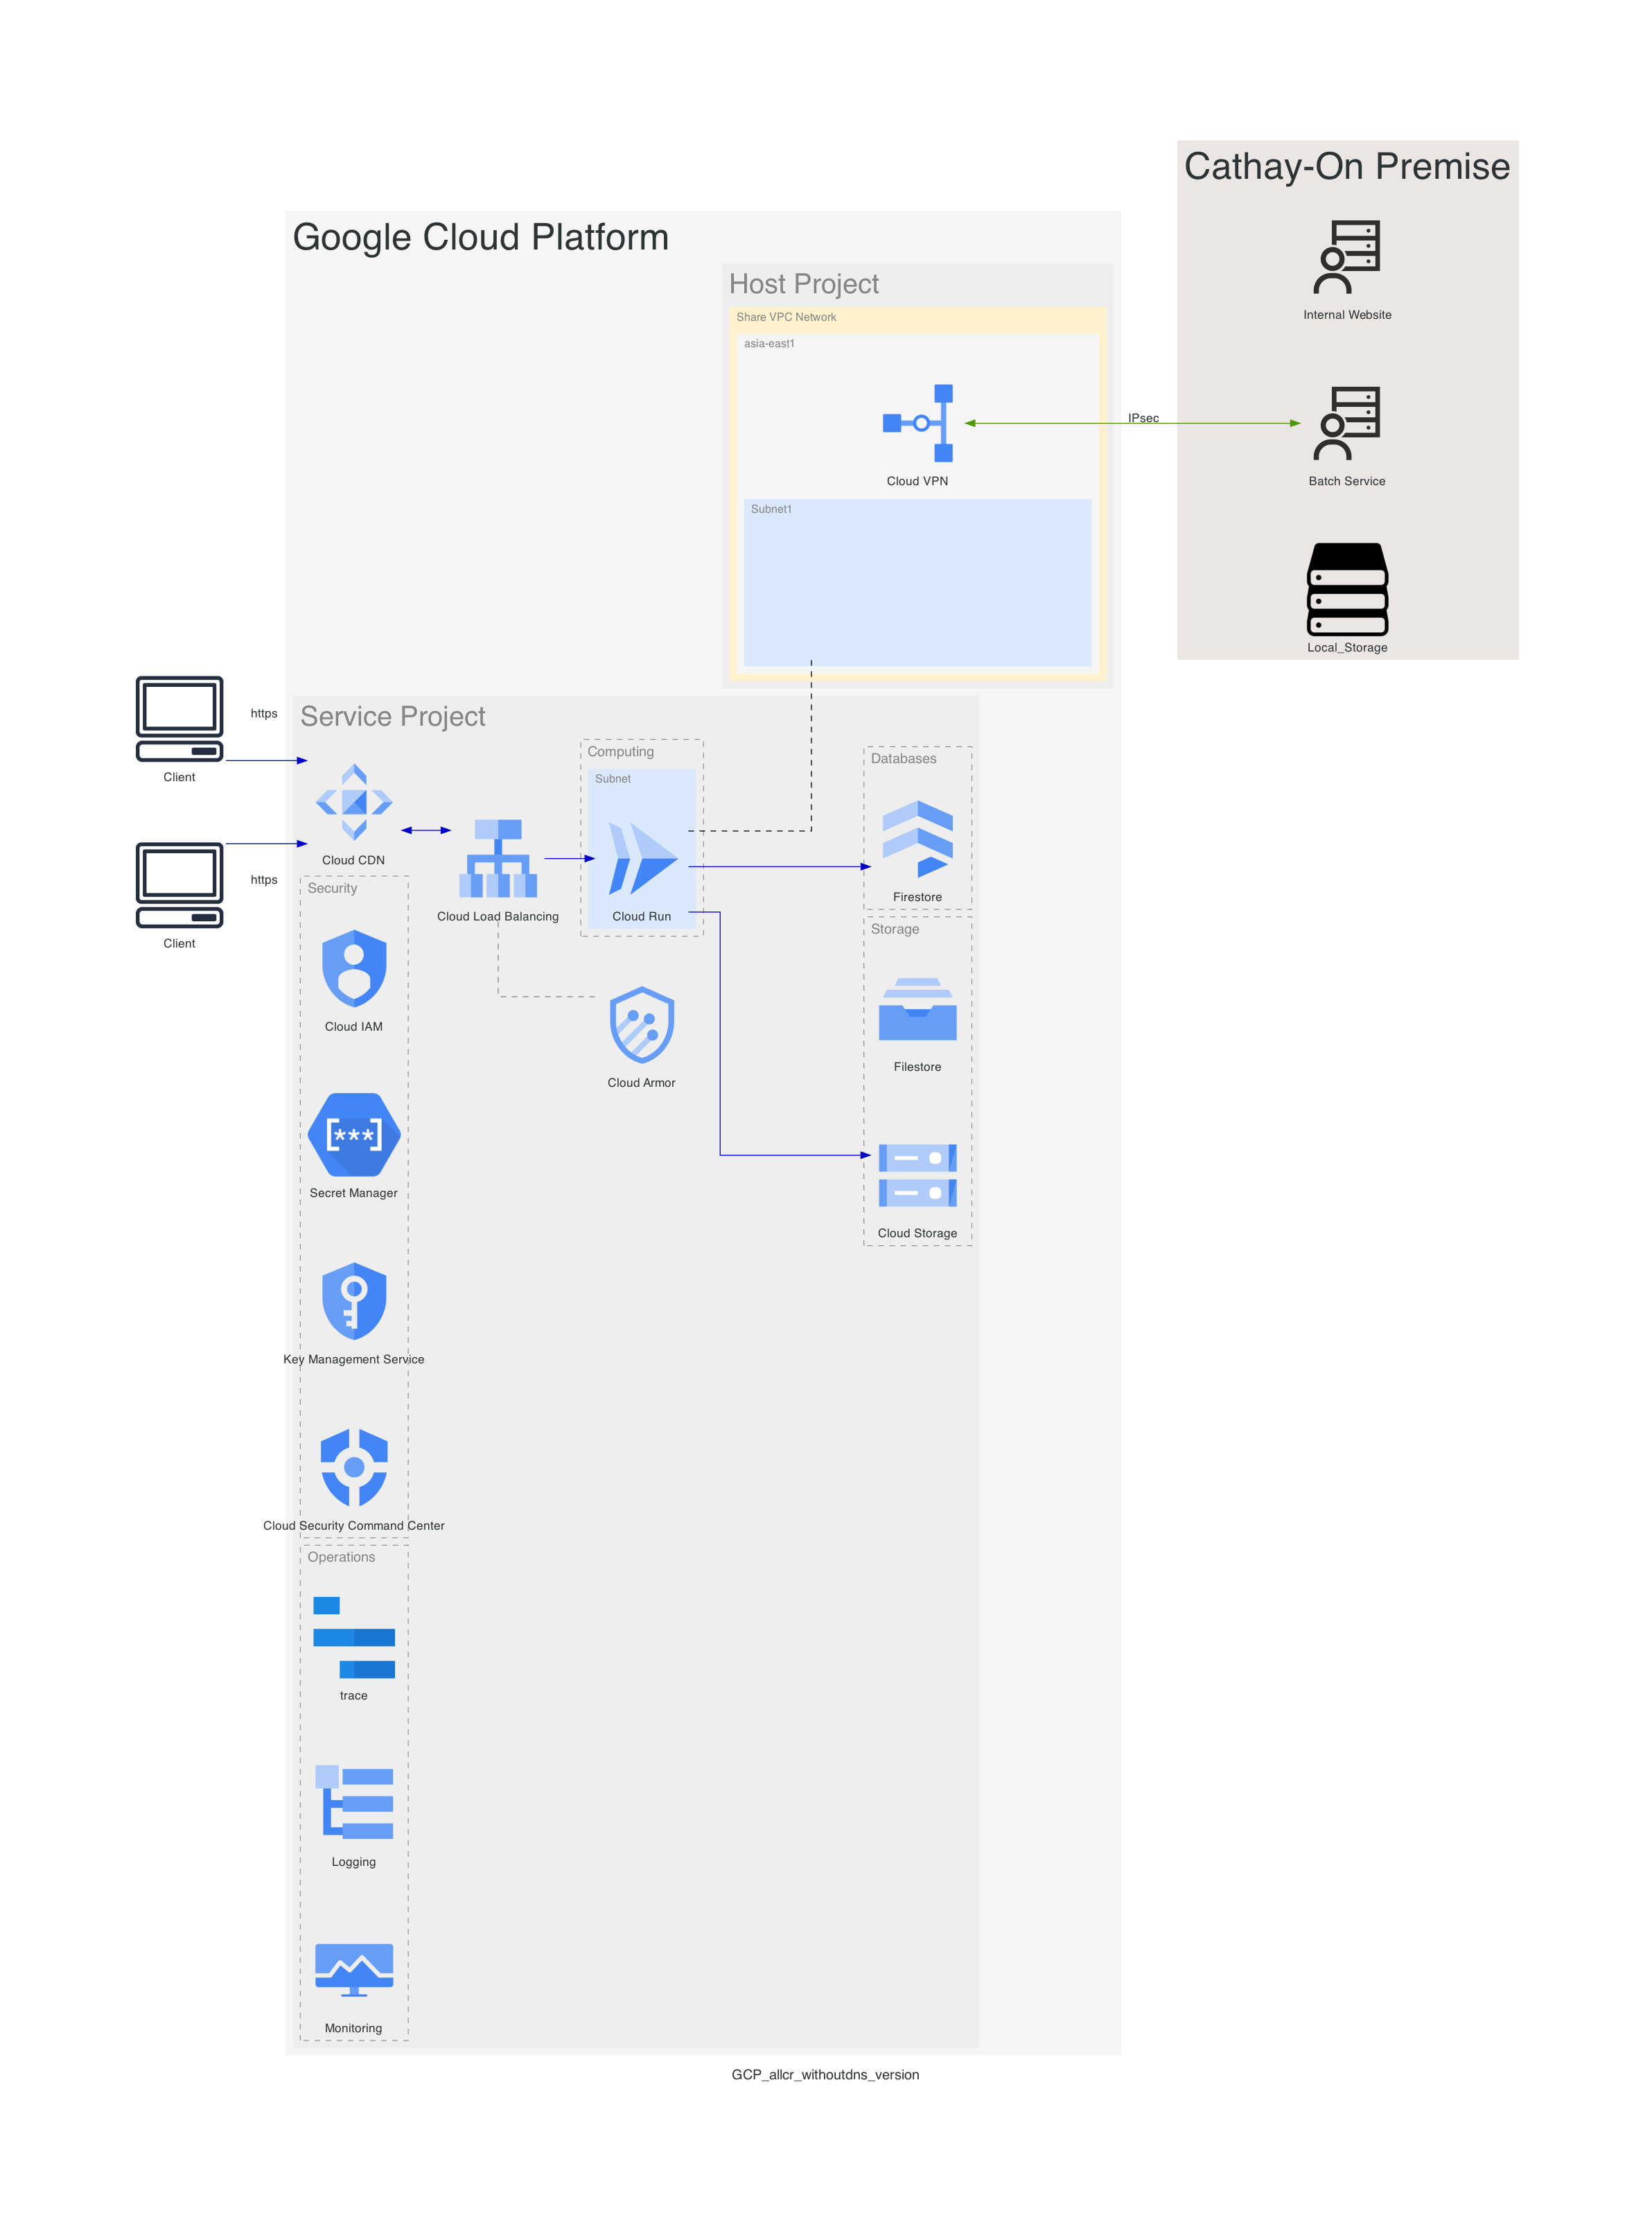 Cathay-On Premise
Internal Website
Batch Service
Local_Storage
Google Cloud Platform
Host Project
Share VPC Network
asia-east1
Cloud VPN
IPsec
Subnet1
https
Client
https
Client
Service Project
Cloud CDN
Cloud Load Balancing
Computing
Subnet
Cloud Run
Cloud Armor
Databases
Firestore
Storage
Filestore
Cloud Storage
Security
Cloud IAM
[***]
Secret Manager
Key Management Service
Cloud Security Command Center
Operations
trace
Logging
Monitoring
GCP_allcr_withoutdns_version